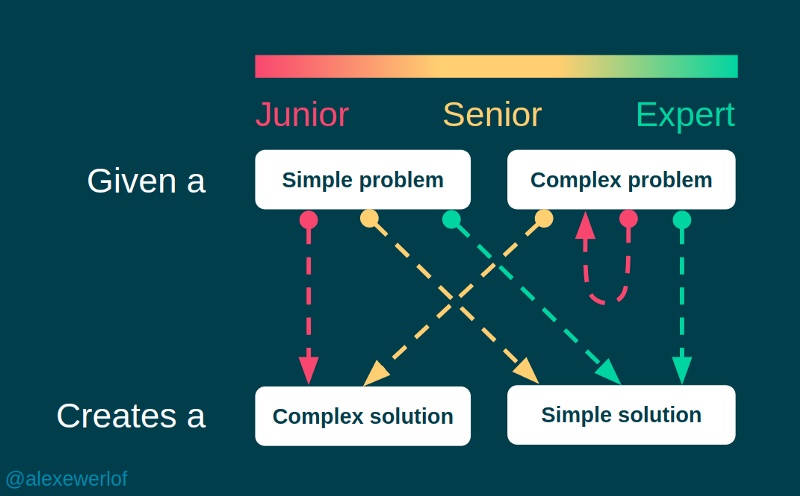 Junior Senior Expert
Given a Simple problem Complex problem
Creates a Complex solution Simple solution
@alexewerlof